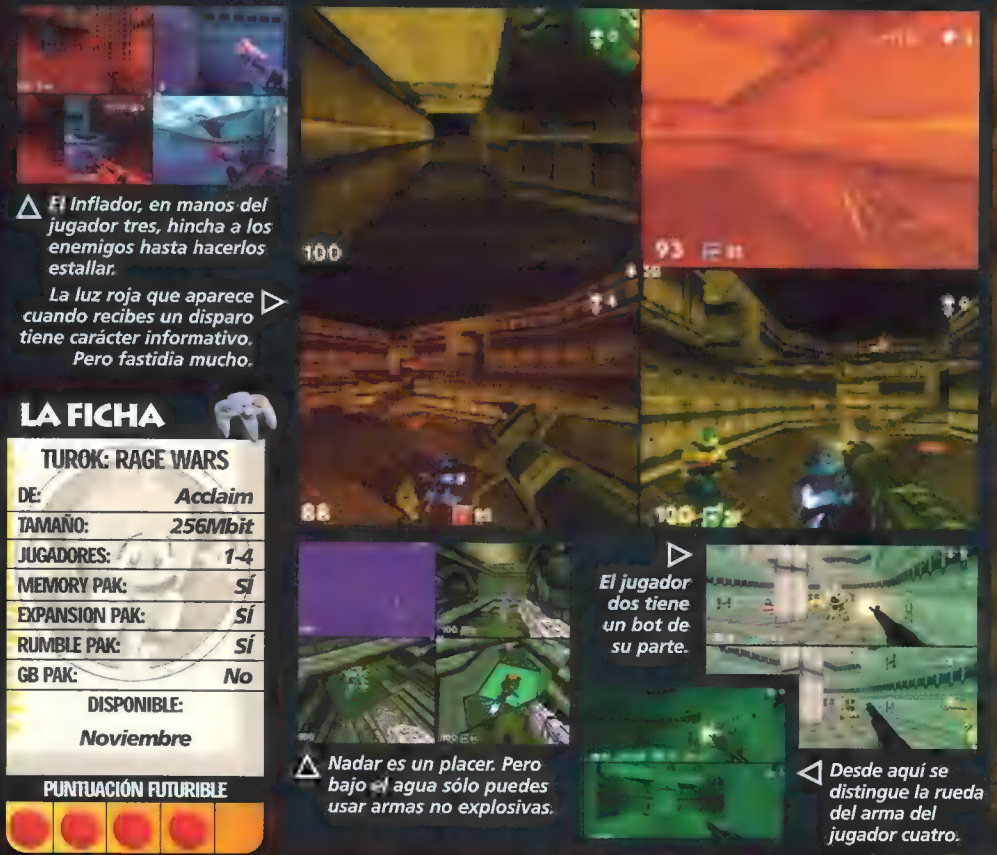 El Inflador, en manos del
jugador tres, hincha a los
enemigos hasta hacerlos
estallar.
La luz roja que aparece
cuando recibes un disparo
tiene carácter informativo.
Pero fastidia mucho.
LA FICHA
TUROK: RAGE WARS
DE: Acclaim
TAMAÑO: 256Mbit
JUGADORES: 1-4
MEMORY PAK: SÍ
EXPANSION PAK: SÍ
RUMBLE PAK: SÍ
GB PAK: No
DISPONIBLE:
Noviembre
PUNTUACIÓN FUTURIBLE
100
93
88
100
Nadar es un placer. Pero
bajo el agua sólo puedes
usar armas no explosivas.
El jugador
dos tiene
un bot de
su parte.
Desde aquí se
distingue la rueda
del arma del
jugador cuatro.